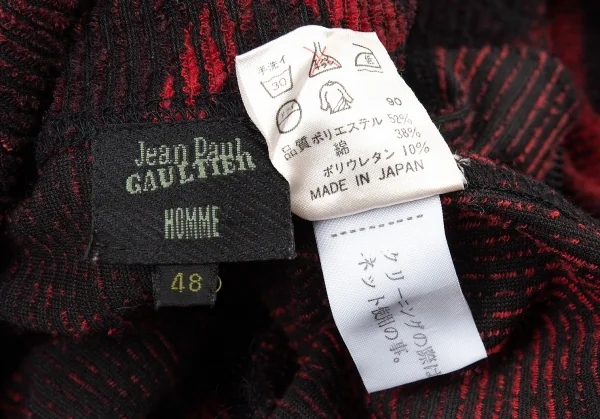 Jean Paul
GAULTIER
HOMME
48
手洗イ
30
90
品質ポリエステル 52%
綿 38%
ポリウレタン 10%
MADE IN JAPAN
クリーニングの際は
ネット使用の事。